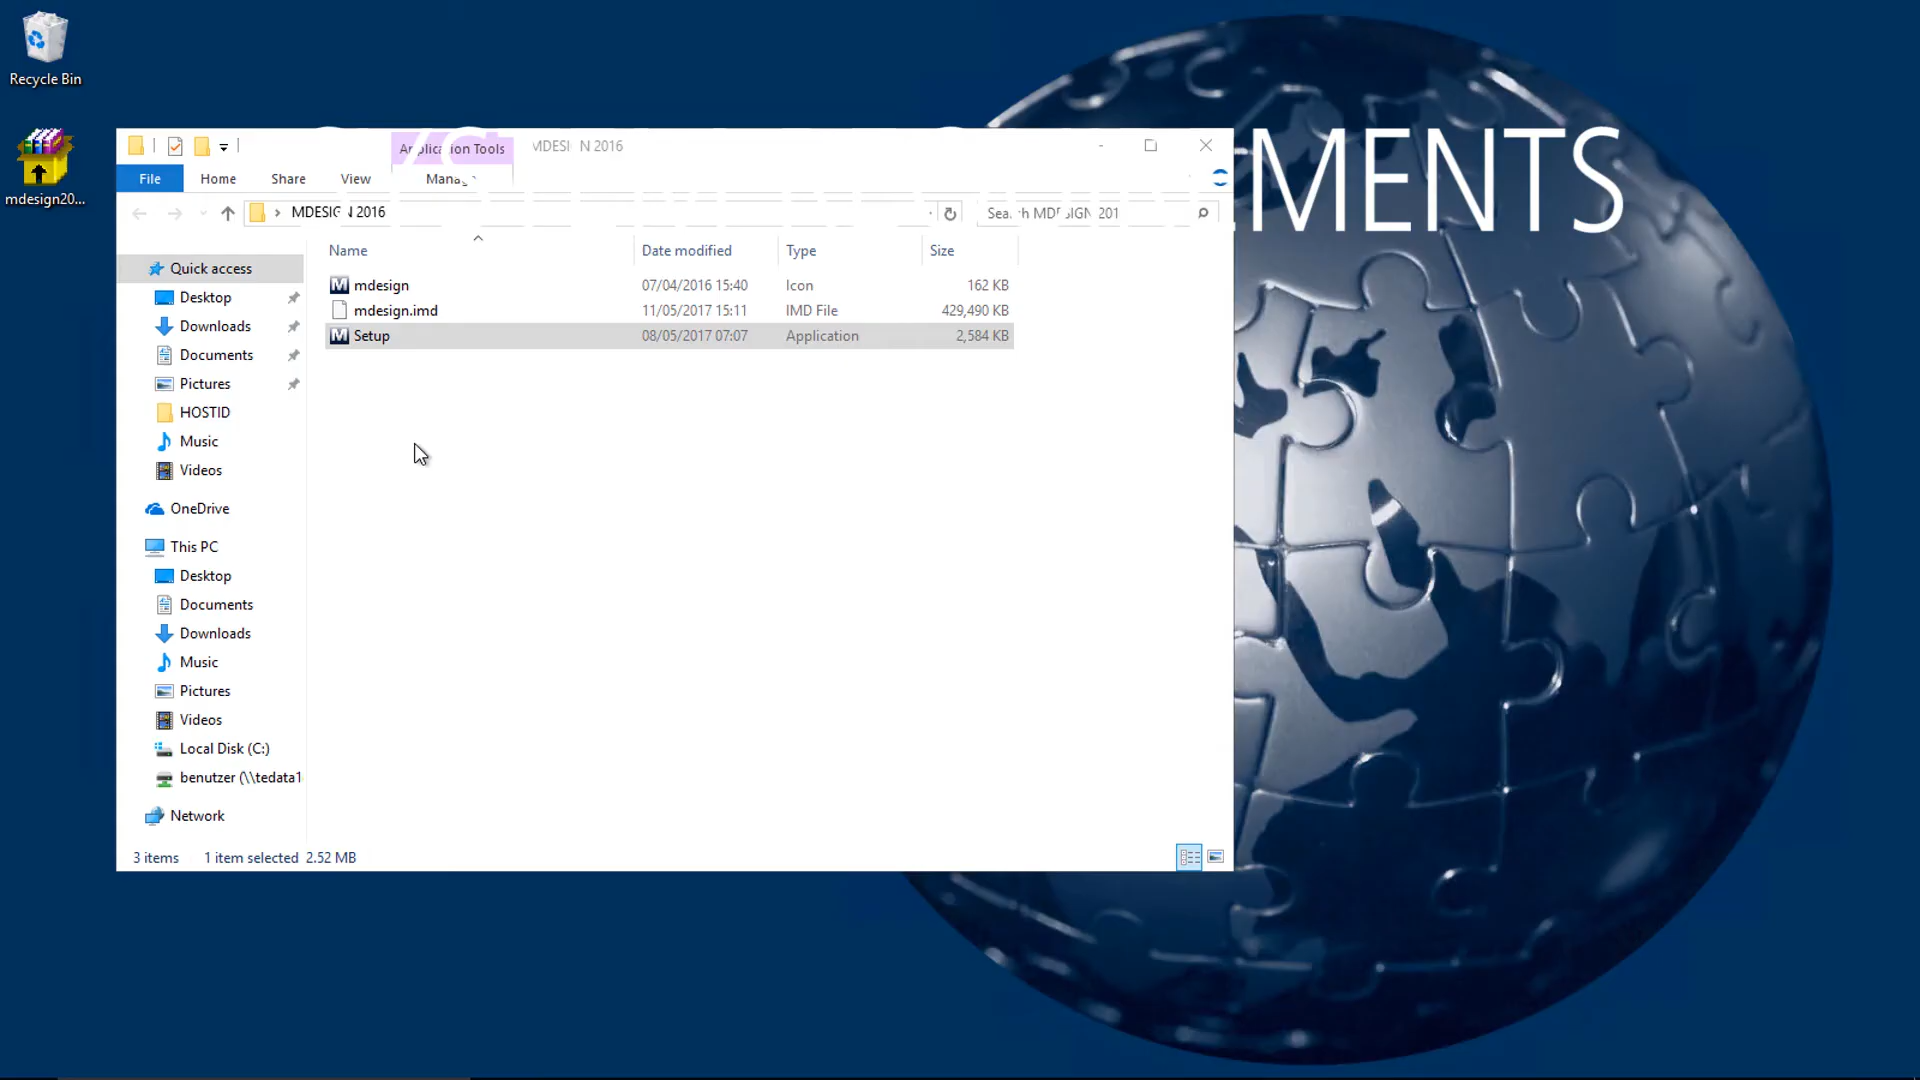 Recycle Bin
mdesign20...
Application Tools
MDESIGN 2016
File
Home
Share
View
Manage
MDESIGN 2016
Search MDESIGN 201
MENTS
Name
Date modified
Type
Size
mdesign
07/04/2016 15:40
Icon
162 KB
mdesign.imd
11/05/2017 15:11
IMD File
429,490 KB
Setup
08/05/2017 07:07
Application
2,584 KB
Quick access
Desktop
Downloads
Documents
Pictures
HOSTID
Music
Videos
OneDrive
This PC
Desktop
Documents
Downloads
Music
Pictures
Videos
Local Disk (C:)
benutzer (\\tedata1
Network
3 items
1 item selected
2.52 MB